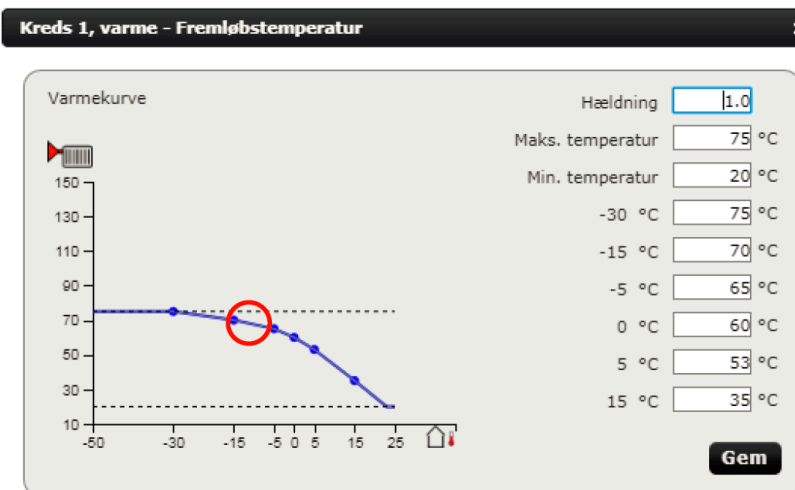 Kreds 1, varme - Fremløbstemperatur
Varmekurve
150
130
110
90
70
50
30
10
-50 -30 -15 -5 0 5 15 25
Hældning 1.0
Maks. temperatur 75 °C
Min. temperatur 20 °C
-30 °C 75 °C
-15 °C 70 °C
-5 °C 65 °C
0 °C 60 °C
5 °C 53 °C
15 °C 35 °C
Gem